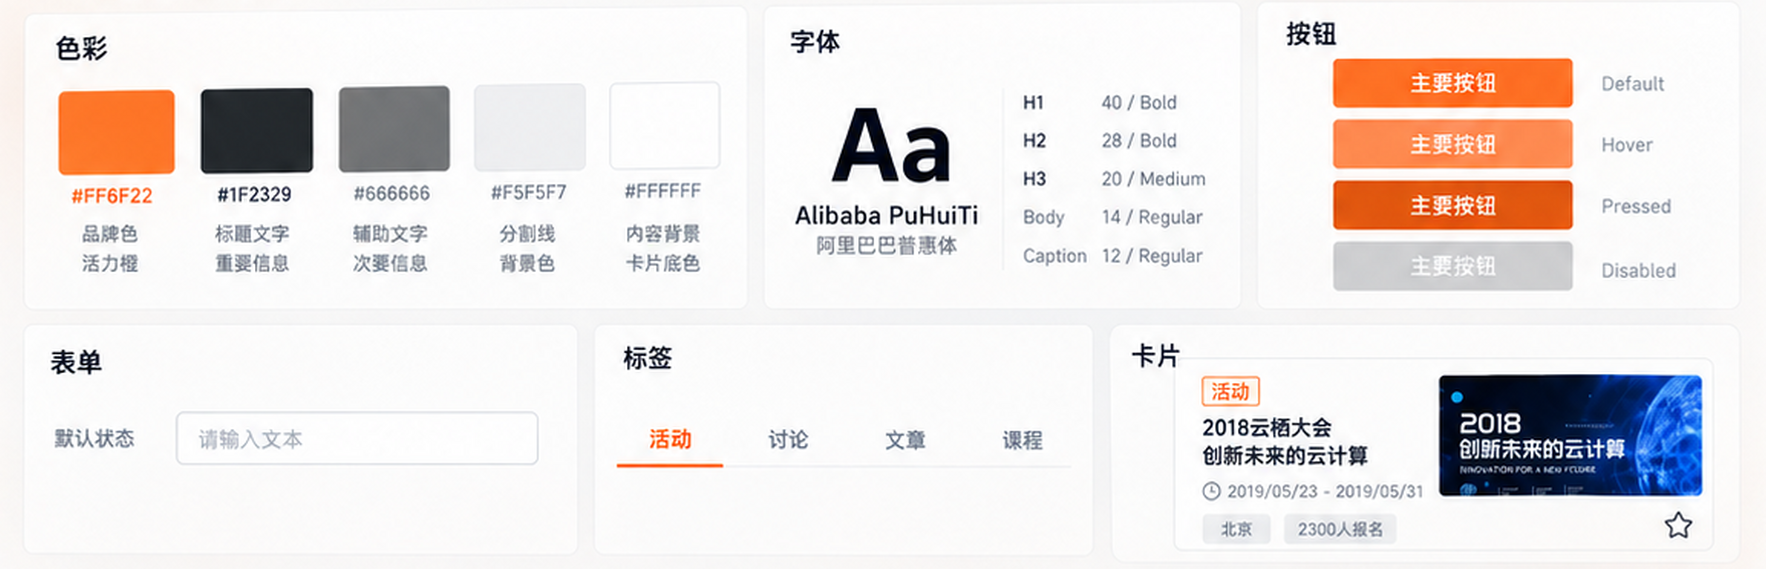 色彩
#FF6F22
#1F2329
#666666
#F5F5F7
#FFFFFF
品牌色
活力橙
标题文字
重要信息
辅助文字
次要信息
分割线
背景色
内容背景
卡片底色
字体
Aa
Alibaba PuHuiTi
阿里巴巴普惠体
H1 40 / Bold
H2 28 / Bold
H3 20 / Medium
Body 14 / Regular
Caption 12 / Regular
按钮
主要按钮 Default
主要按钮 Hover
主要按钮 Pressed
主要按钮 Disabled
表单
默认状态 请输入文本
标签
活动 讨论 文章 课程
卡片
活动
2018云栖大会
创新未来的云计算
2019/05/23 - 2019/05/31
北京 2300人报名
2018
创新未来的云计算
INNOVATION FOR A NEW